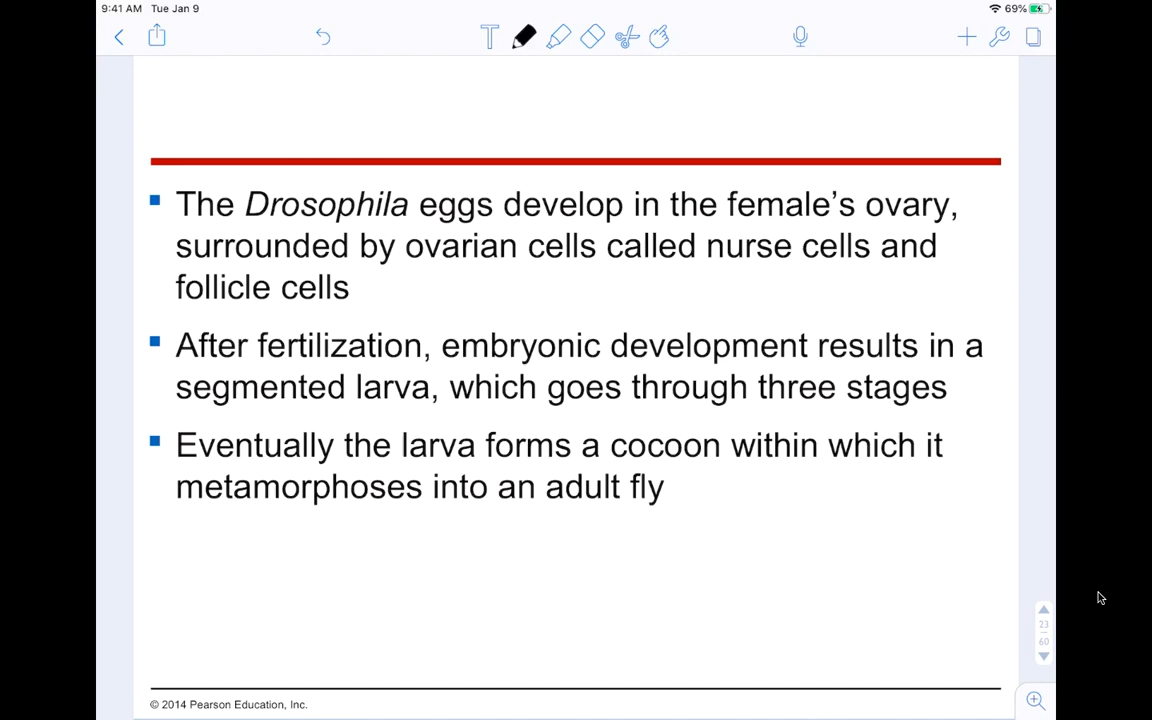 9:41 AM Tue Jan 9
69%
T
The Drosophila eggs develop in the female’s ovary,
surrounded by ovarian cells called nurse cells and
follicle cells
After fertilization, embryonic development results in a
segmented larva, which goes through three stages
Eventually the larva forms a cocoon within which it
metamorphoses into an adult fly
23
60
© 2014 Pearson Education, Inc.